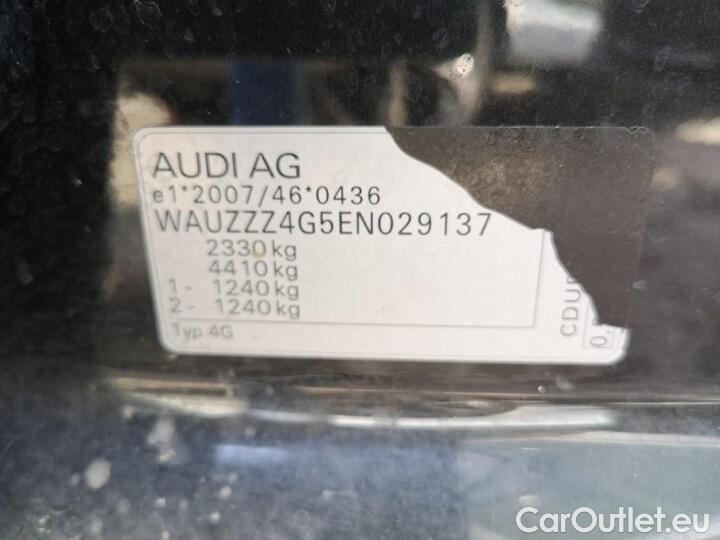 AUDI AG
e1*2007/46*0436
WAUZZZ4G5EN029137
2330 kg
4410 kg
1 - 1240 kg
2 - 1240 kg
Typ 4G
CarOutlet.eu